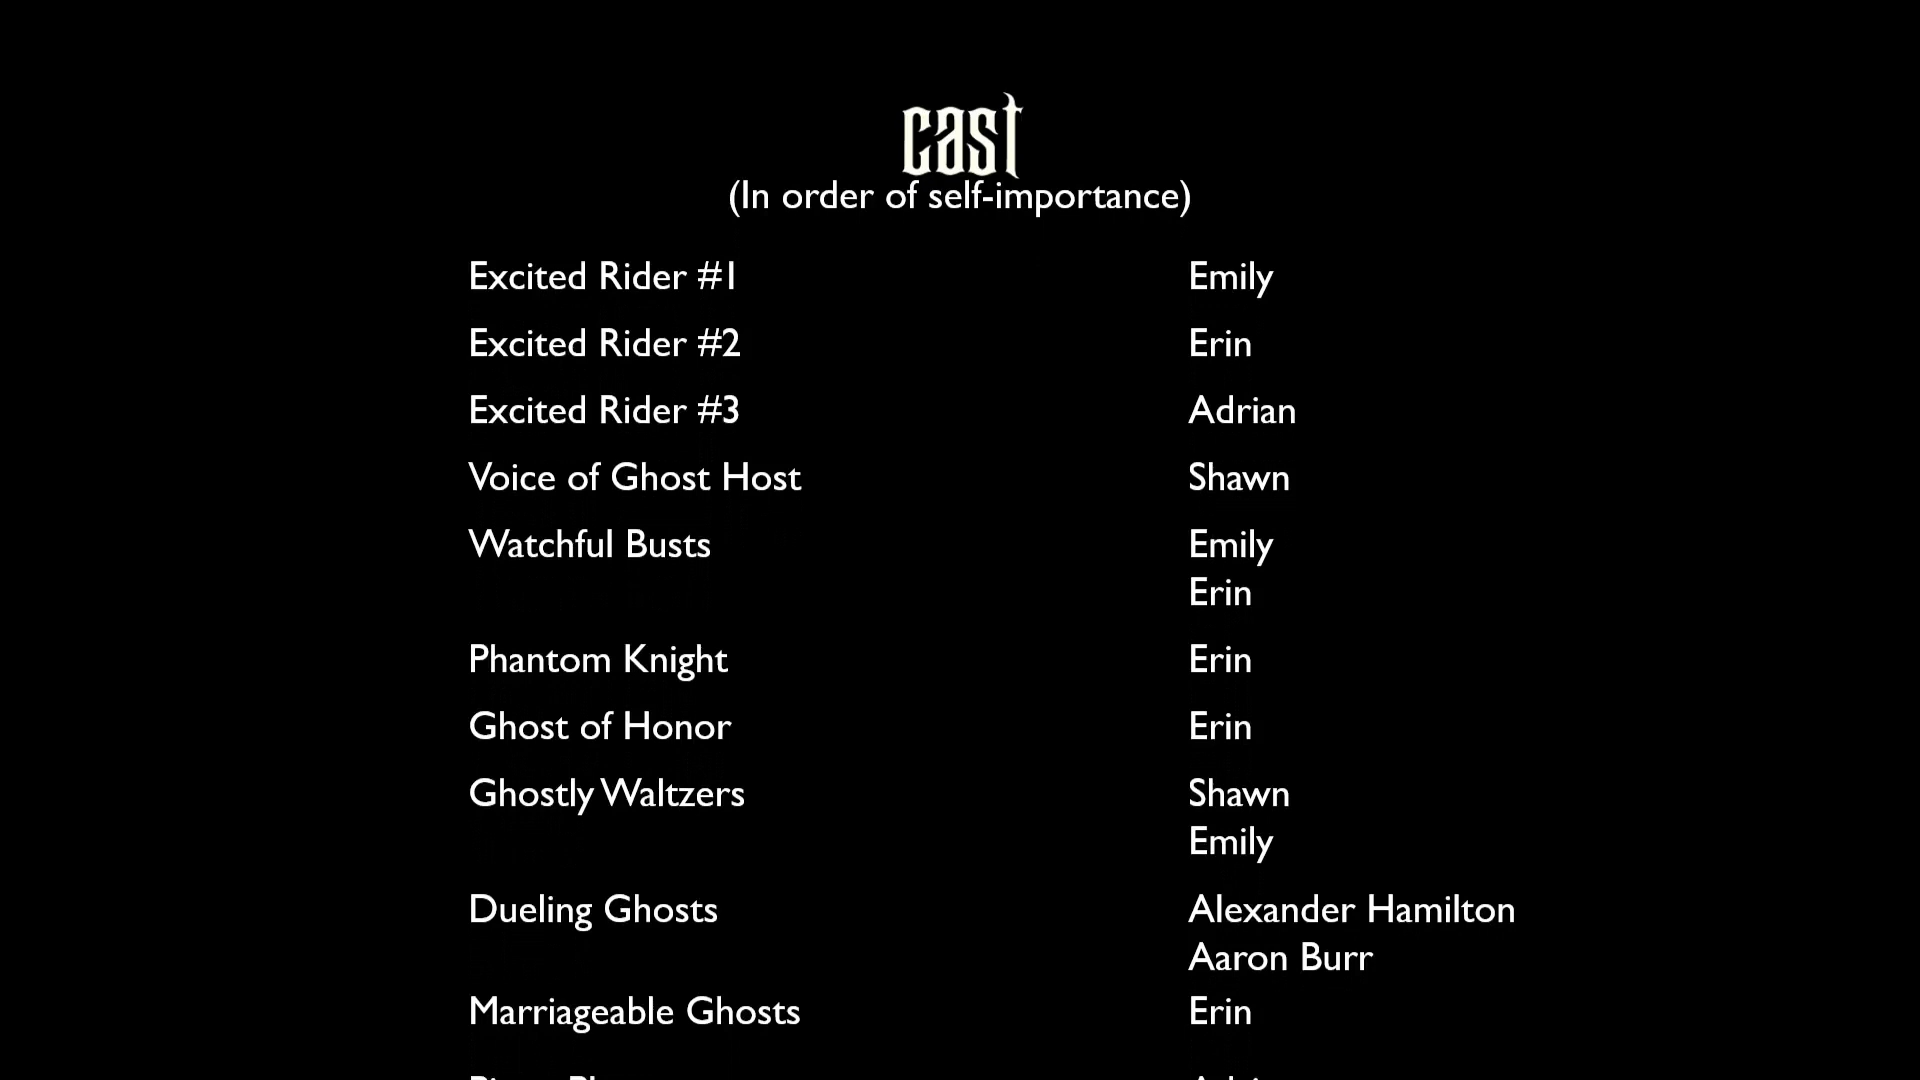 cast
(In order of self-importance)
Excited Rider #1 Emily
Excited Rider #2 Erin
Excited Rider #3 Adrian
Voice of Ghost Host Shawn
Watchful Busts Emily
Erin
Phantom Knight Erin
Ghost of Honor Erin
Ghostly Waltzers Shawn
Emily
Dueling Ghosts Alexander Hamilton
Aaron Burr
Marriageable Ghosts Erin